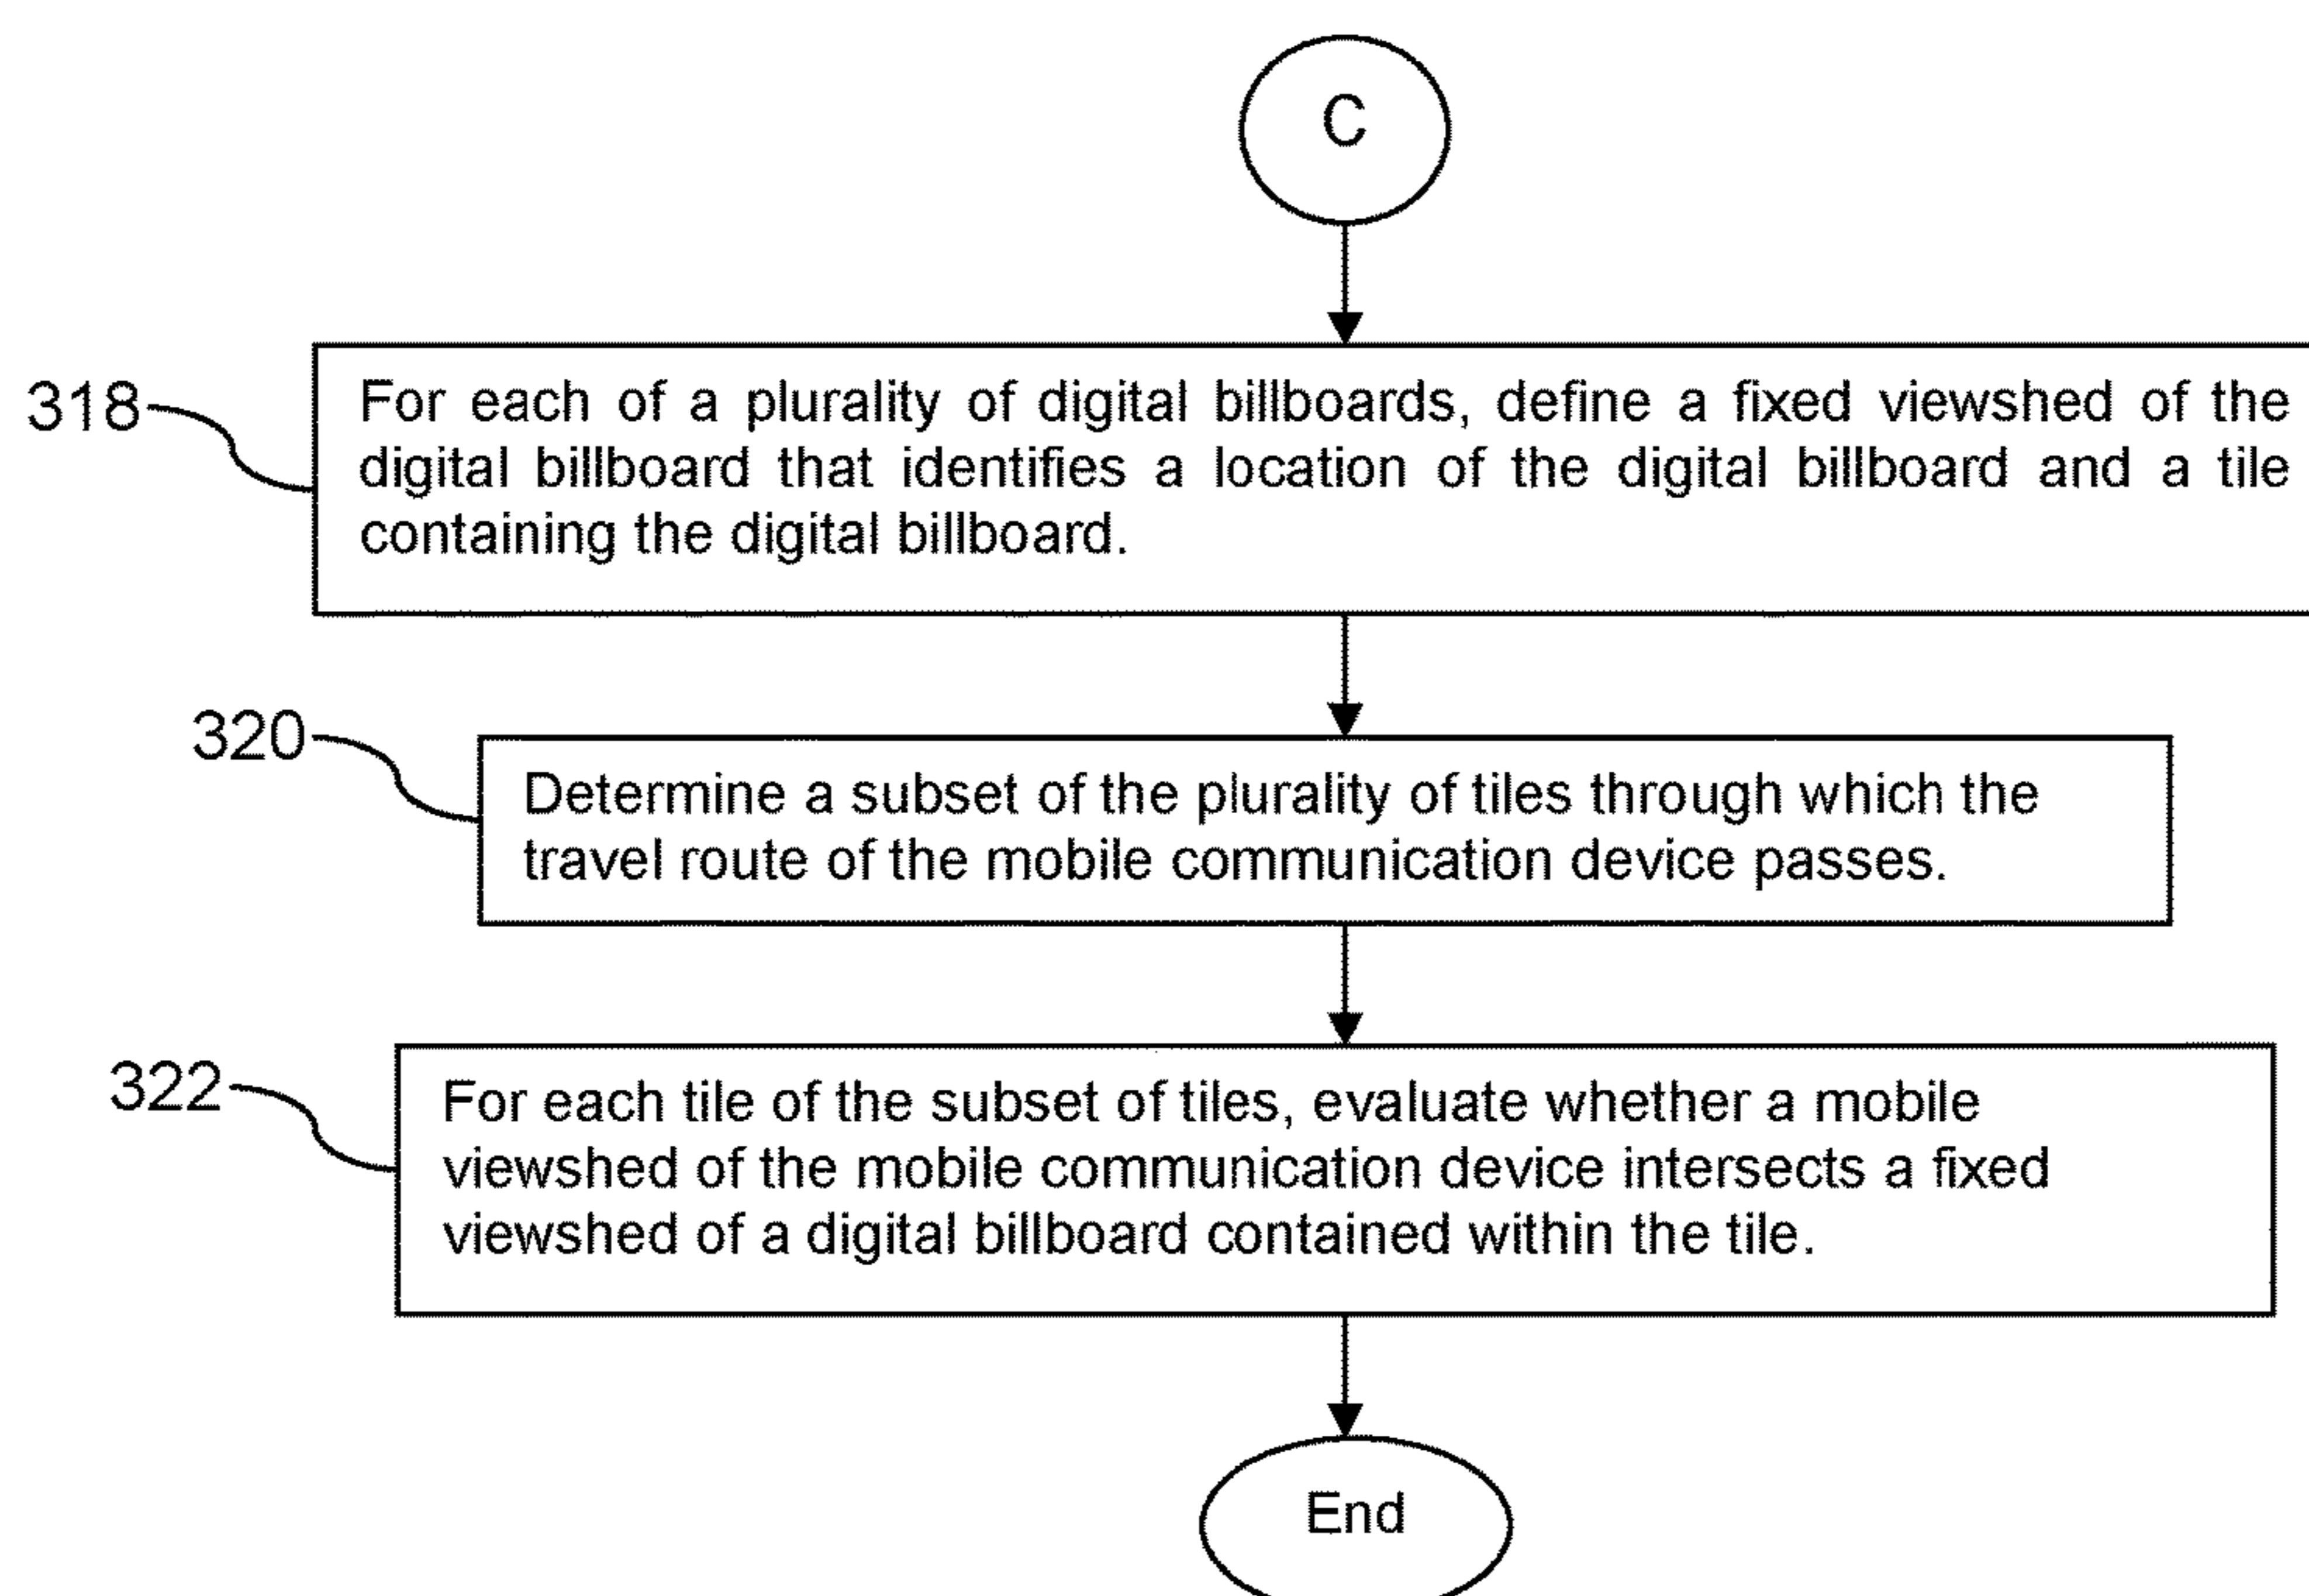 C
318
For each of a plurality of digital billboards, define a fixed viewshed of the
digital billboard that identifies a location of the digital billboard and a tile
containing the digital billboard.
320
Determine a subset of the plurality of tiles through which the
travel route of the mobile communication device passes.
322
For each tile of the subset of tiles, evaluate whether a mobile
viewshed of the mobile communication device intersects a fixed
viewshed of a digital billboard contained within the tile.
End